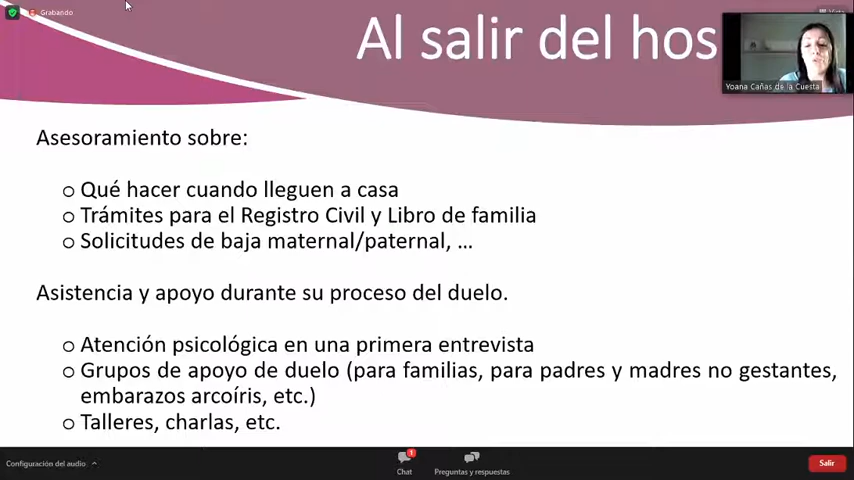 Grabando
Vista
Al salir del hos
Yoana Cañas de la Cuesta
Asesoramiento sobre:
o Qué hacer cuando lleguen a casa
o Trámites para el Registro Civil y Libro de familia
o Solicitudes de baja maternal/paternal, ...
Asistencia y apoyo durante su proceso del duelo.
o Atención psicológica en una primera entrevista
o Grupos de apoyo de duelo (para familias, para padres y madres no gestantes,
embarazos arcoíris, etc.)
o Talleres, charlas, etc.
Configuración del audio
1
Chat
Preguntas y respuestas
Salir